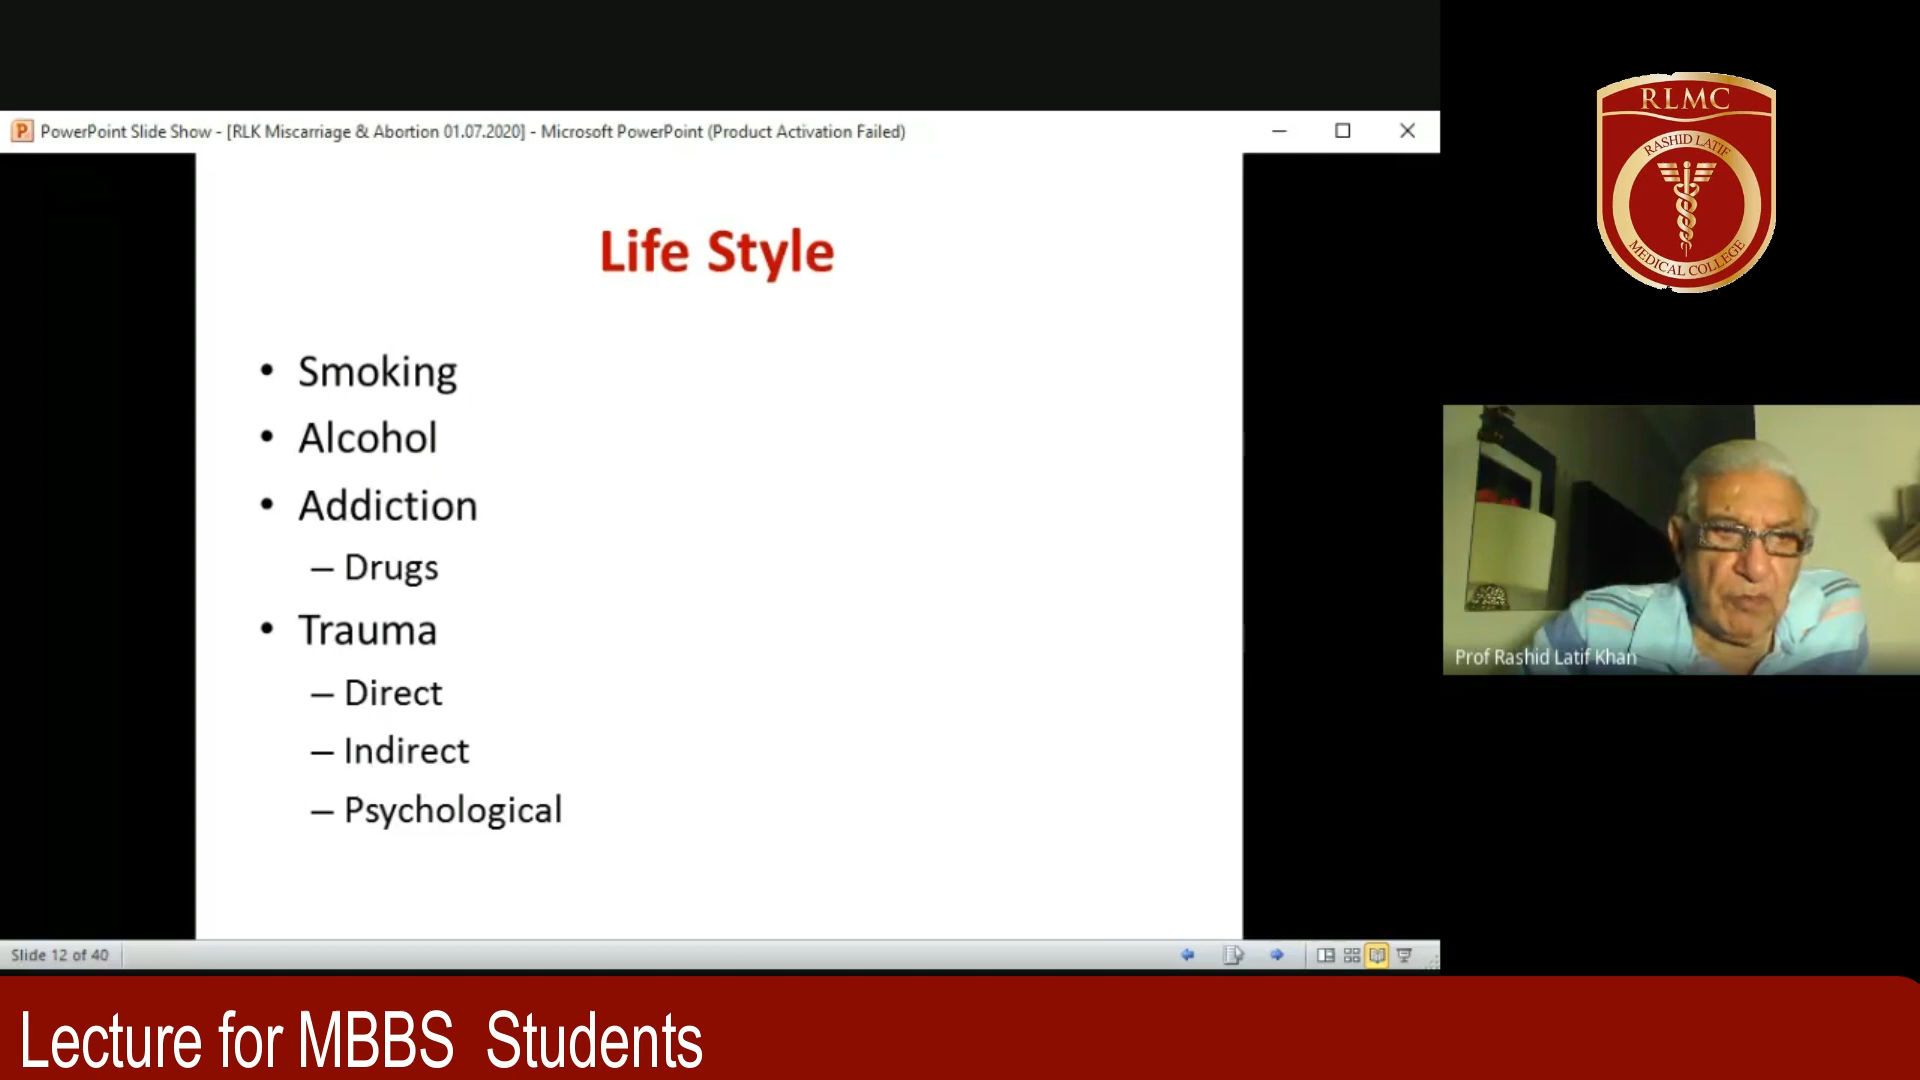 PowerPoint Slide Show - [RLK Miscarriage & Abortion 01.07.2020] - Microsoft PowerPoint (Product Activation Failed)
Life Style
• Smoking
• Alcohol
• Addiction
– Drugs
• Trauma
– Direct
– Indirect
– Psychological
Slide 12 of 40
RLMC
RASHID LATIF
MEDICAL COLLEGE
Prof Rashid Latif Khan
Lecture for MBBS  Students